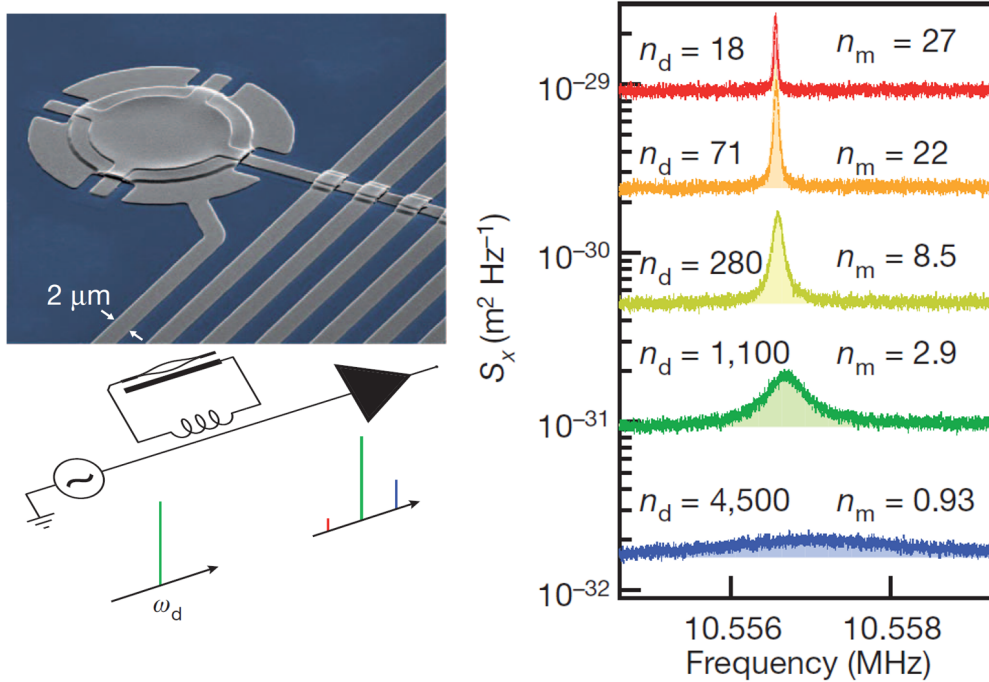 2 μm
ω_d
S_x (m² Hz⁻¹)
10⁻²⁹
10⁻³⁰
10⁻³¹
10⁻³²
n_d = 18 n_m = 27
n_d = 71 n_m = 22
n_d = 280 n_m = 8.5
n_d = 1,100 n_m = 2.9
n_d = 4,500 n_m = 0.93
10.556 10.558
Frequency (MHz)